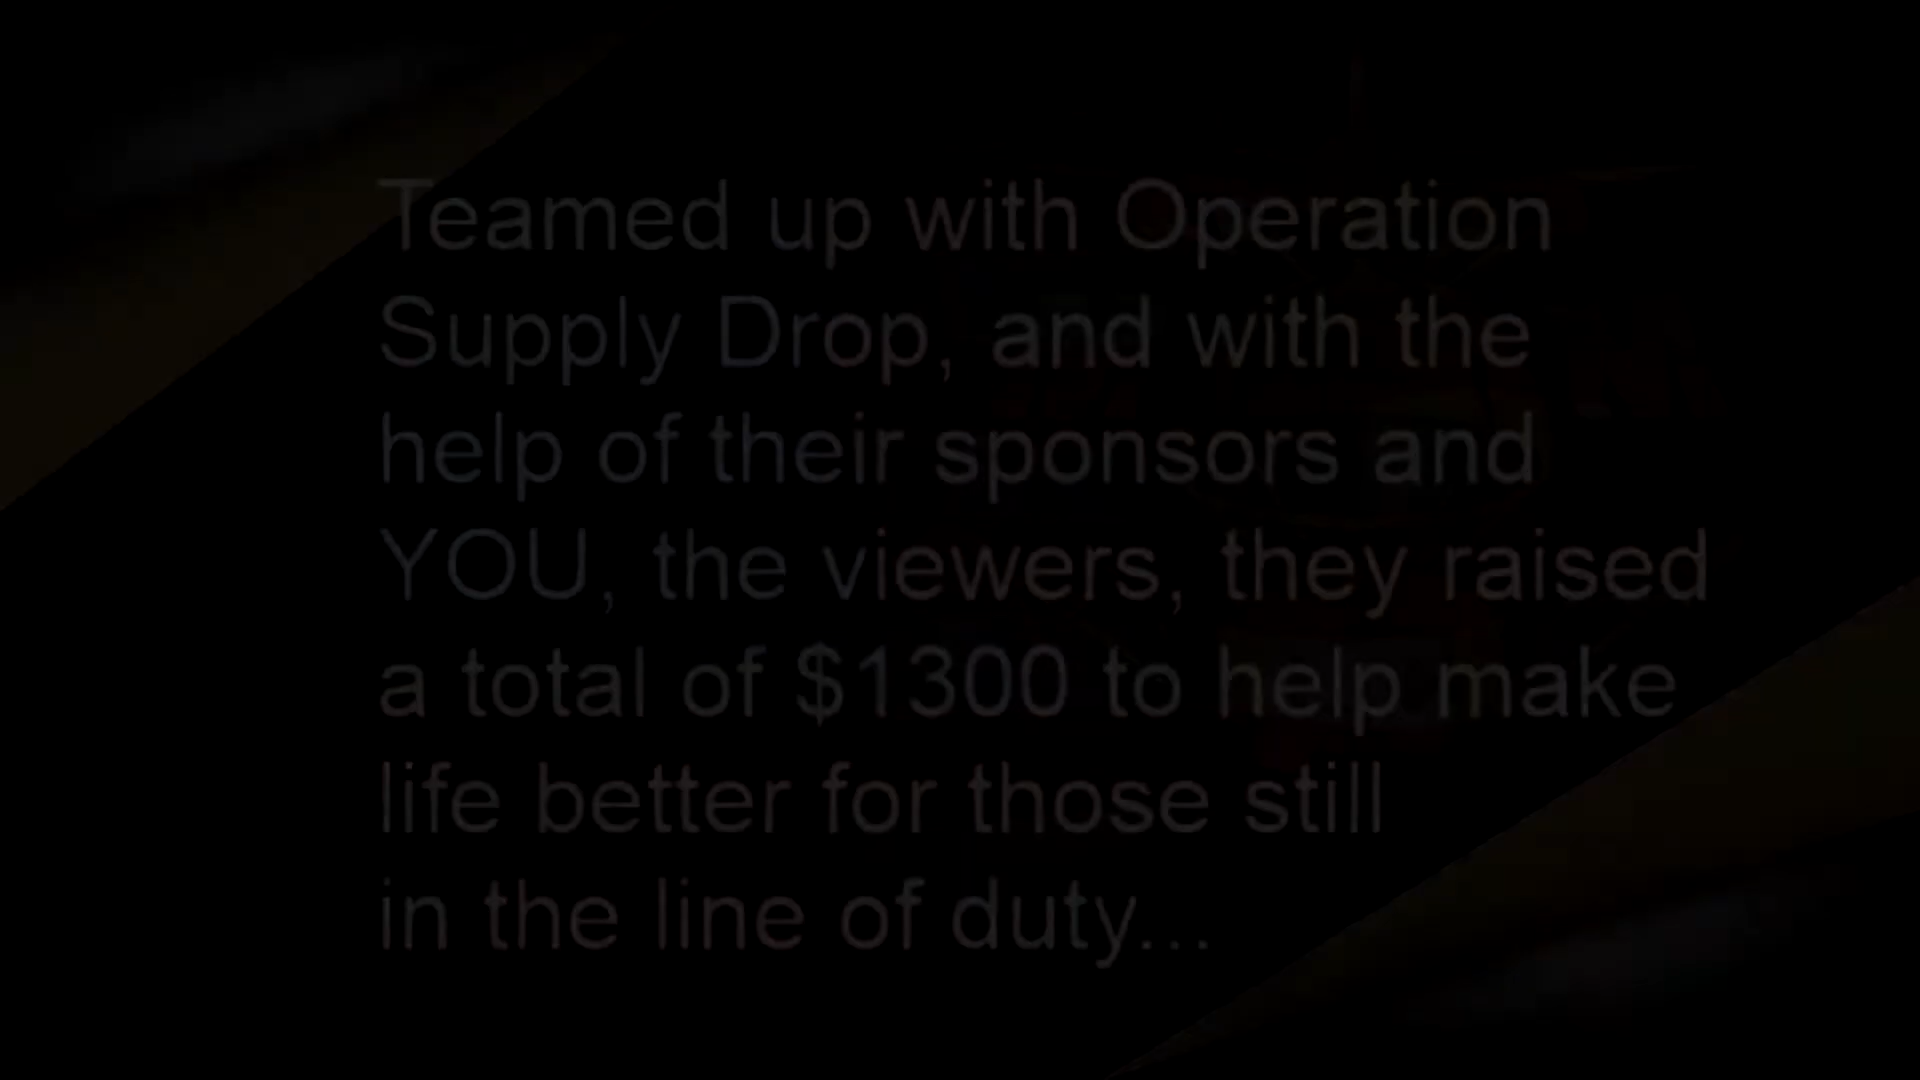 Teamed up with Operation
Supply Drop, and with the
help of their sponsors and
YOU, the viewers, they raised
a total of $1300 to help make
life better for those still
in the line of duty...